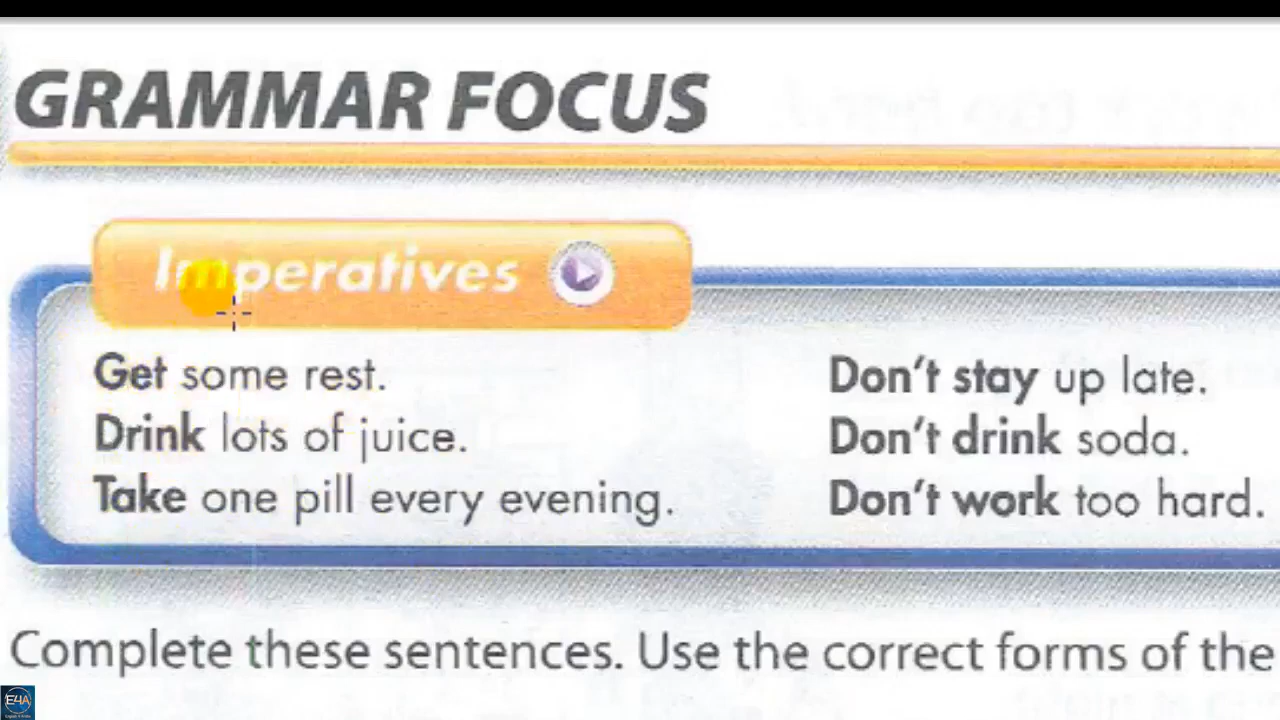 GRAMMAR FOCUS
Imperatives
Get some rest.
Don't stay up late.
Drink lots of juice.
Don't drink soda.
Take one pill every evening.
Don't work too hard.
Complete these sentences. Use the correct forms of the
E4A